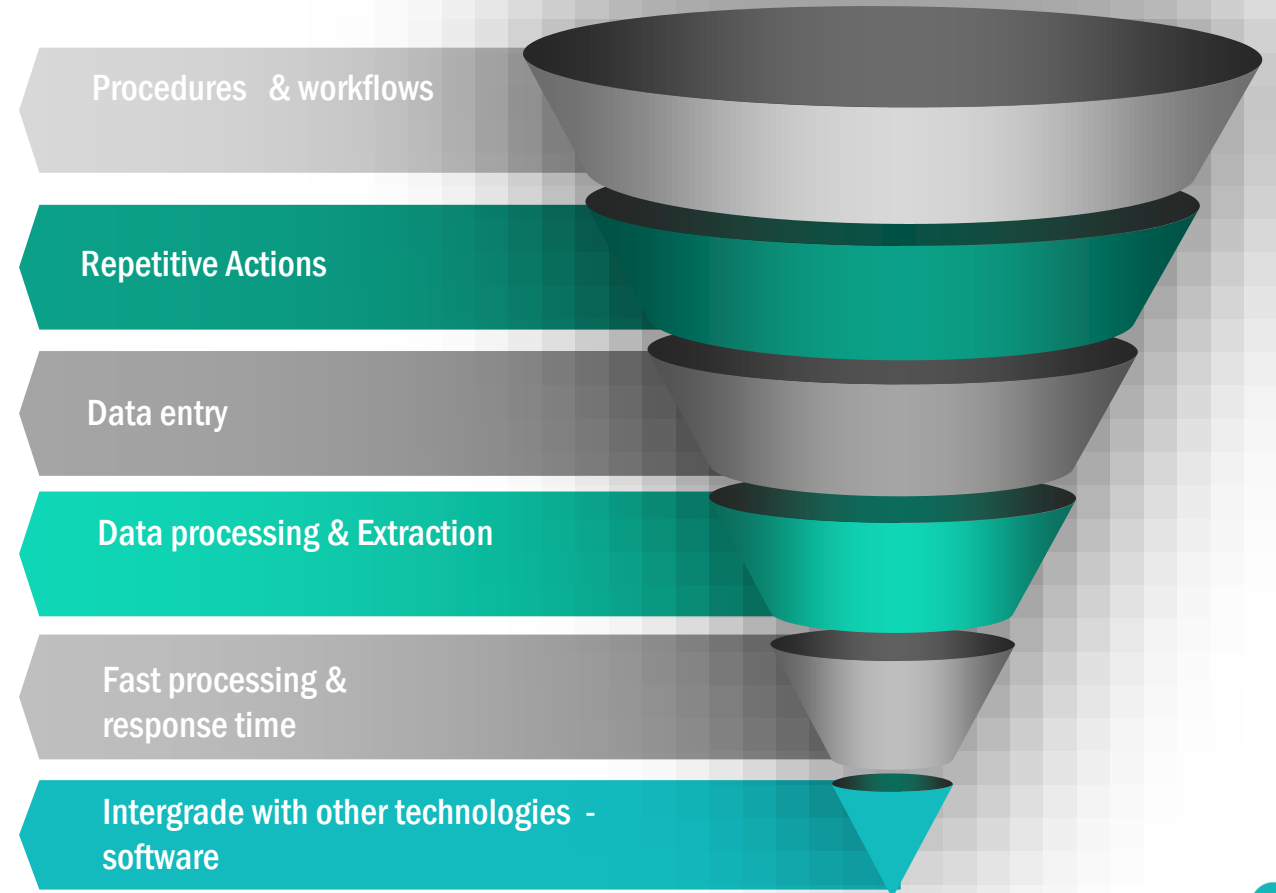 Procedures & workflows
Repetitive Actions
Data entry
Data processing & Extraction
Fast processing &
response time
Intergrade with other technologies -
software